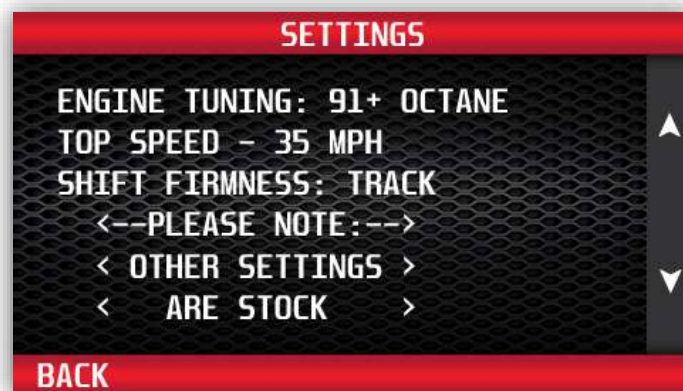 SETTINGS
ENGINE TUNING: 91+ OCTANE
TOP SPEED - 35 MPH
SHIFT FIRMNESS: TRACK
<--PLEASE NOTE:-->
< OTHER SETTINGS >
< ARE STOCK >
BACK